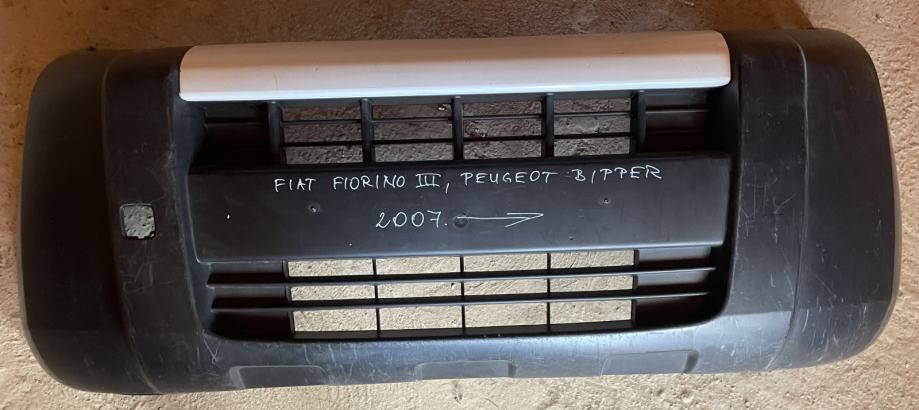 FIAT FIORINO III, PEUGEOT BIPPER
2007. →